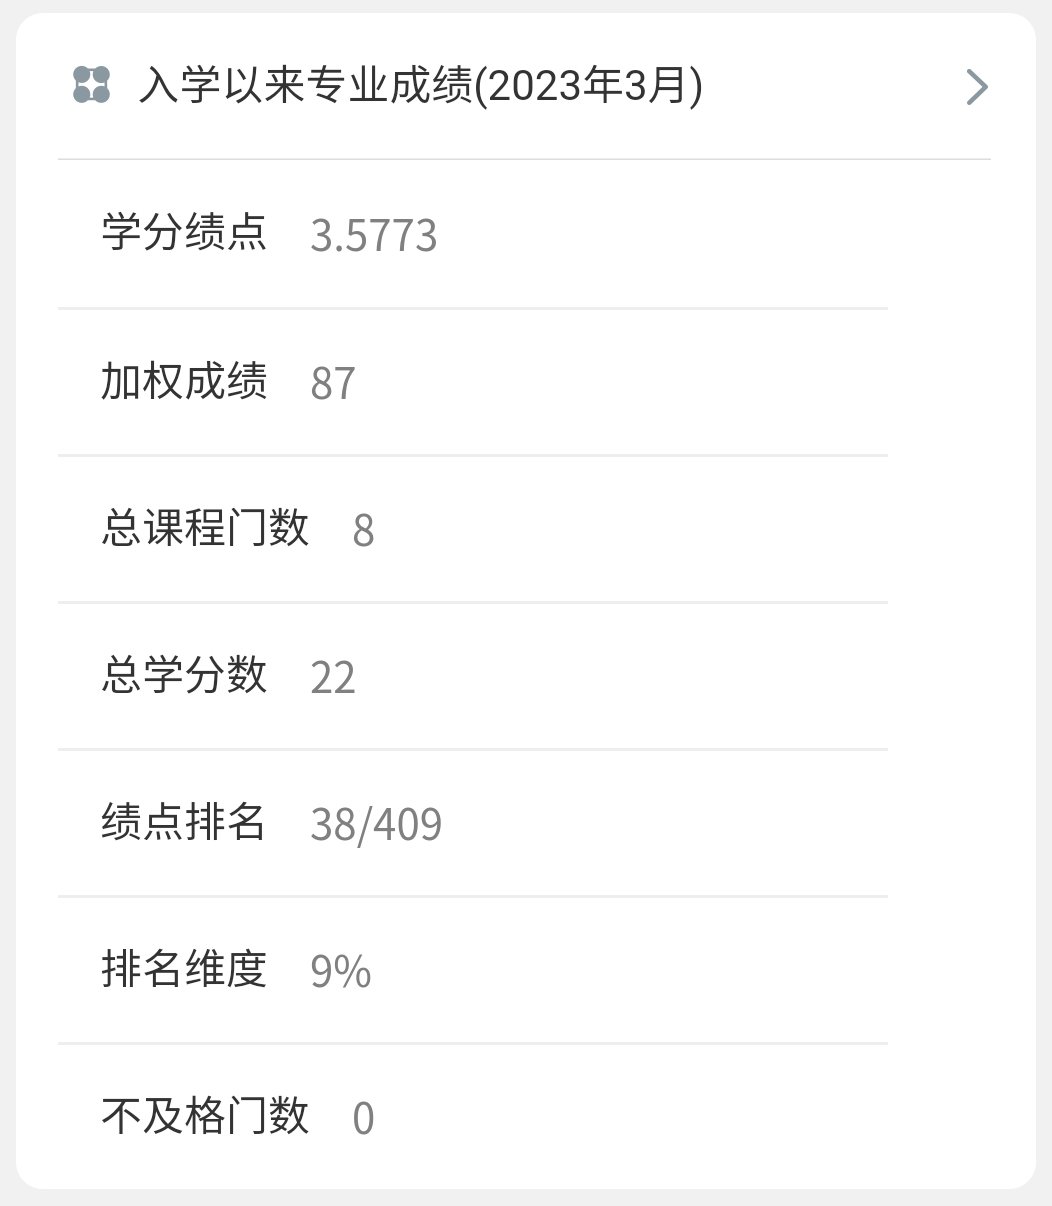 入学以来专业成绩(2023年3月)
学分绩点 3.5773
加权成绩 87
总课程门数 8
总学分数 22
绩点排名 38/409
排名维度 9%
不及格门数 0